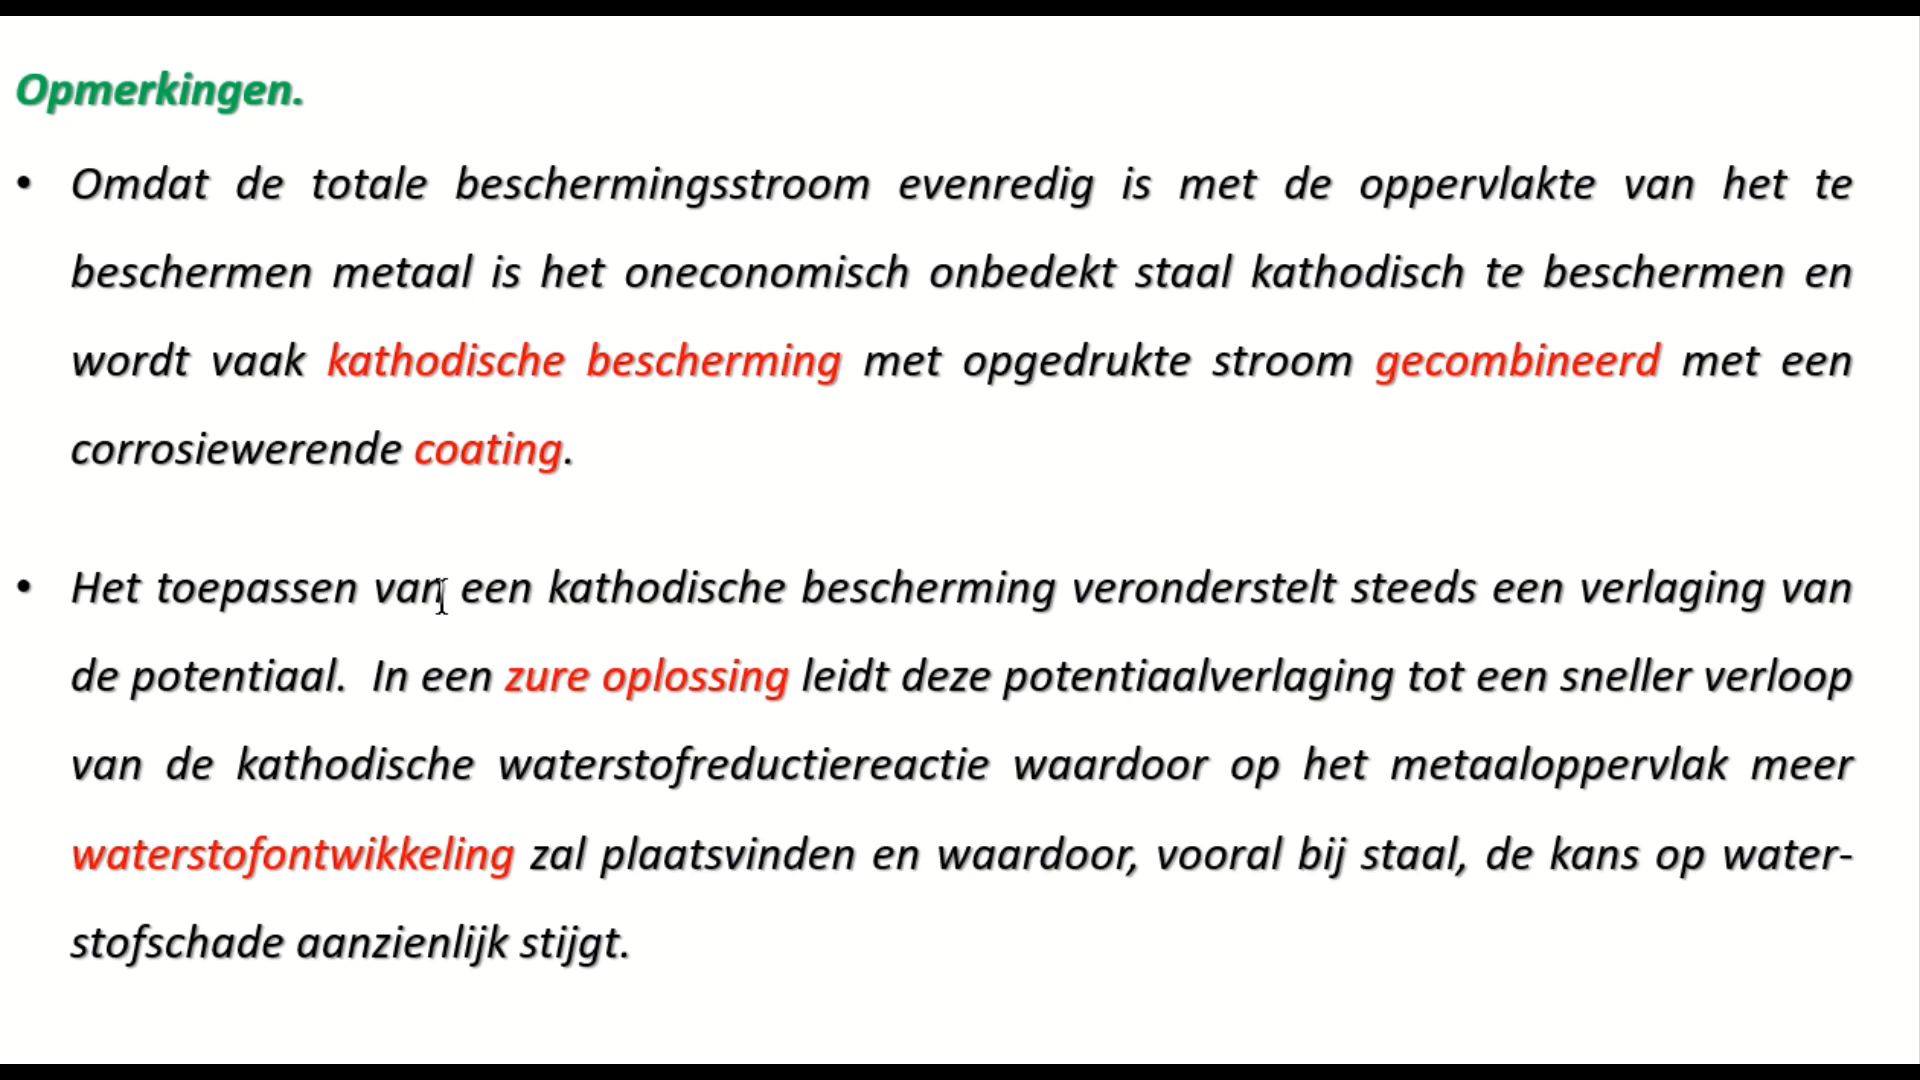 Opmerkingen.
• Omdat de totale beschermingsstroom evenredig is met de oppervlakte van het te
beschermen metaal is het oneconomisch onbedekt staal kathodisch te beschermen en
wordt vaak kathodische bescherming met opgedrukte stroom gecombineerd met een
corrosiewerende coating.
• Het toepassen van een kathodische bescherming veronderstelt steeds een verlaging van
de potentiaal. In een zure oplossing leidt deze potentiaalverlaging tot een sneller verloop
van de kathodische waterstofreductiereactie waardoor op het metaaloppervlak meer
waterstofontwikkeling zal plaatsvinden en waardoor, vooral bij staal, de kans op water-
stofschade aanzienlijk stijgt.